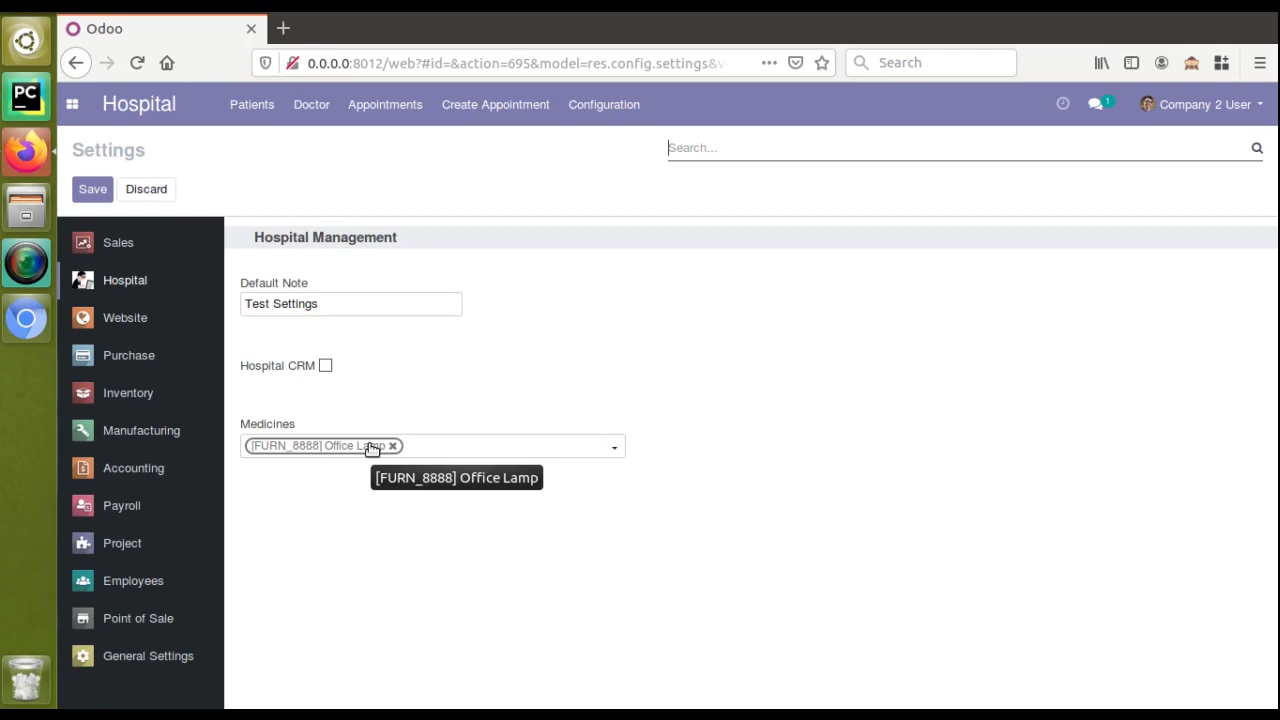 Odoo
0.0.0.0:8012/web?#id=&action=695&model=res.config.settings&v
Search
PC
Hospital
Patients
Doctor
Appointments
Create Appointment
Configuration
1
Company 2 User
Settings
Search...
Save
Discard
Sales
Hospital
Website
Purchase
Inventory
Manufacturing
Accounting
Payroll
Project
Employees
Point of Sale
General Settings
Hospital Management
Default Note
Test Settings
Hospital CRM
Medicines
[FURN_8888] Office Lamp
[FURN_8888] Office Lamp